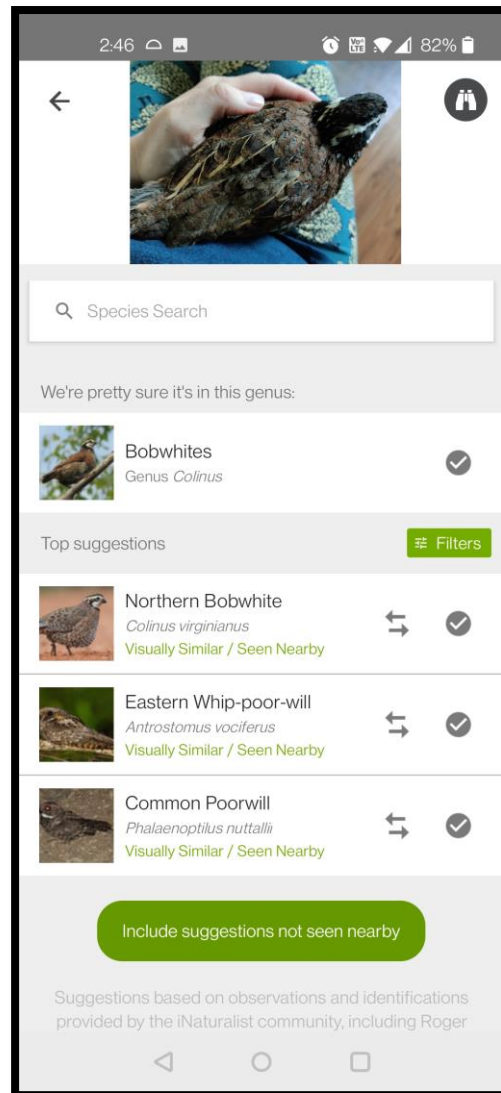 2:46
Vo)) LTE
82%
Species Search
We're pretty sure it's in this genus:
Bobwhites
Genus Colinus
Top suggestions
Filters
Northern Bobwhite
Colinus virginianus
Visually Similar / Seen Nearby
Eastern Whip-poor-will
Antrostomus vociferus
Visually Similar / Seen Nearby
Common Poorwill
Phalaenoptilus nuttallii
Visually Similar / Seen Nearby
Include suggestions not seen nearby
Suggestions based on observations and identifications
provided by the iNaturalist community, including Roger